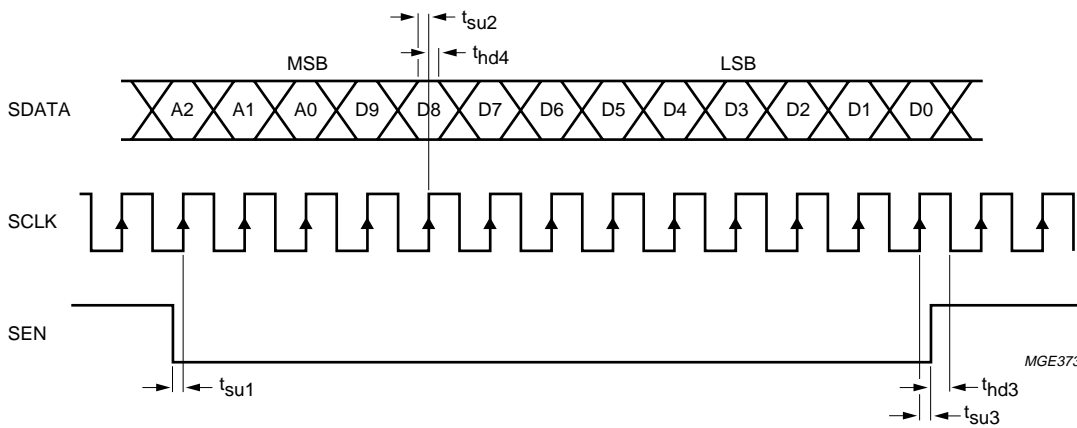 tsu2
thd4
MSB LSB
SDATA A2 A1 A0 D9 D8 D7 D6 D5 D4 D3 D2 D1 D0
SCLK
SEN
MGE373
tsu1 thd3
tsu3